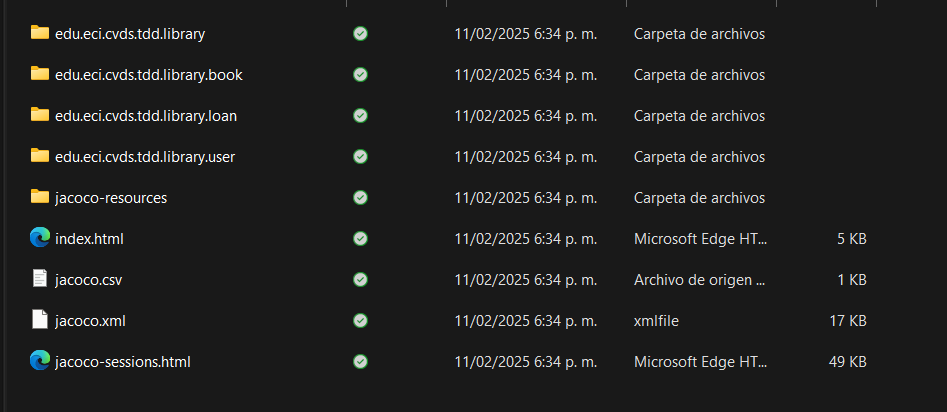 edu.eci.cvds.tdd.library 11/02/2025 6:34 p. m. Carpeta de archivos
edu.eci.cvds.tdd.library.book 11/02/2025 6:34 p. m. Carpeta de archivos
edu.eci.cvds.tdd.library.loan 11/02/2025 6:34 p. m. Carpeta de archivos
edu.eci.cvds.tdd.library.user 11/02/2025 6:34 p. m. Carpeta de archivos
jacoco-resources 11/02/2025 6:34 p. m. Carpeta de archivos
index.html 11/02/2025 6:34 p. m. Microsoft Edge HT... 5 KB
jacoco.csv 11/02/2025 6:34 p. m. Archivo de origen ... 1 KB
jacoco.xml 11/02/2025 6:34 p. m. xmlfile 17 KB
jacoco-sessions.html 11/02/2025 6:34 p. m. Microsoft Edge HT... 49 KB